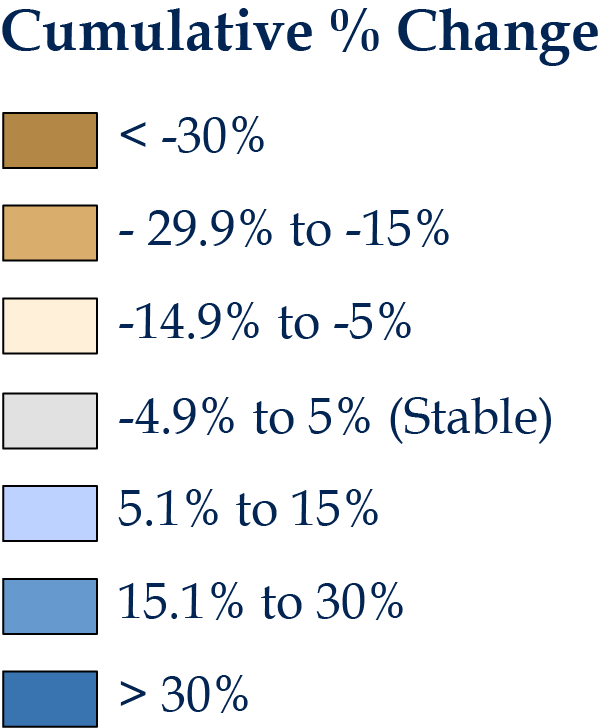 Cumulative % Change
< -30%
- 29.9% to -15%
-14.9% to -5%
-4.9% to 5% (Stable)
5.1% to 15%
15.1% to 30%
> 30%